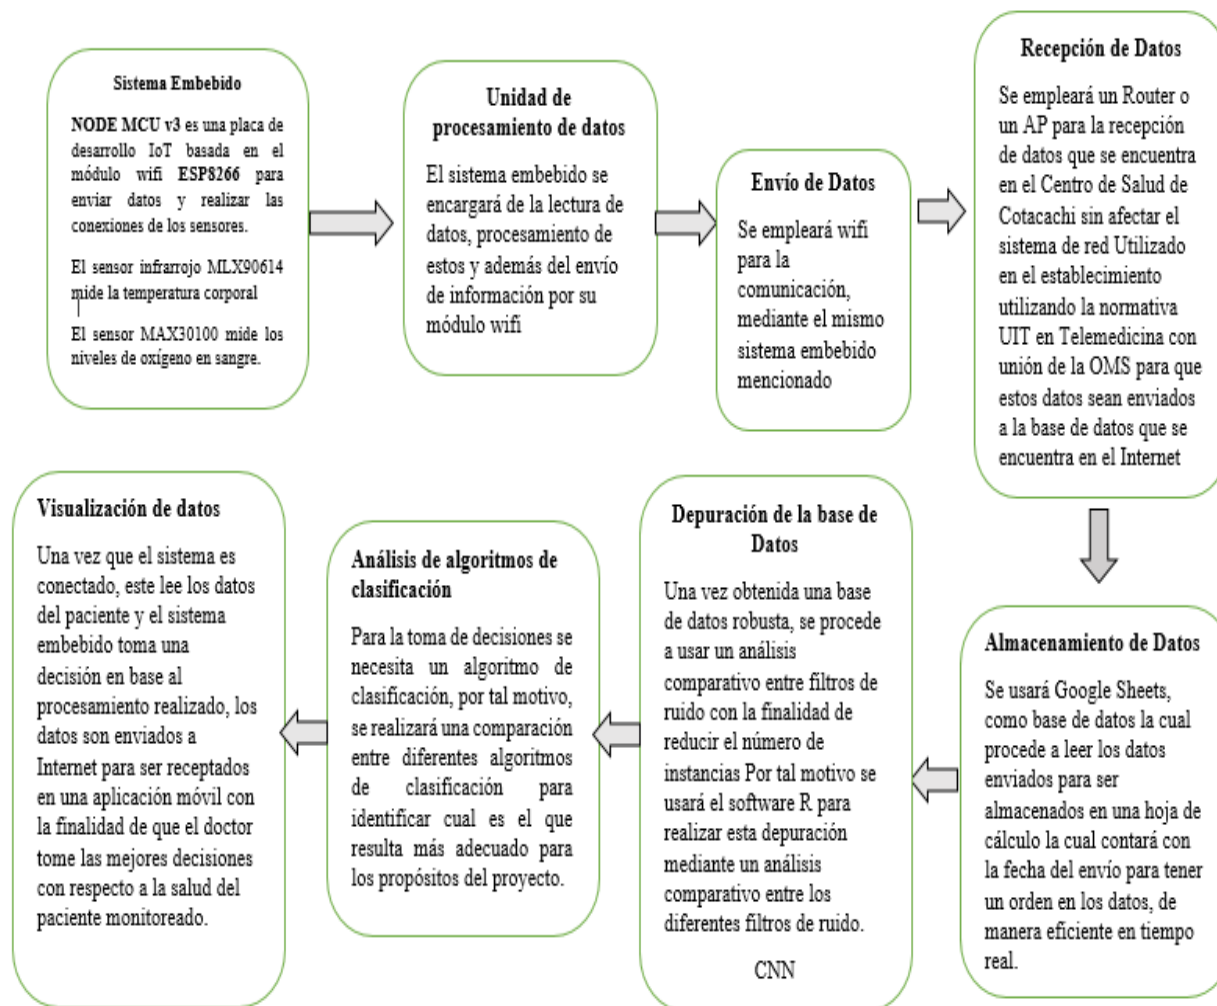 Sistema Embebido
NODE MCU v3 es una placa de
desarrollo IoT basada en el
módulo wifi ESP8266 para
enviar datos y realizar las
conexiones de los sensores.
El sensor infrarrojo MLX90614
mide la temperatura corporal
El sensor MAX30100 mide los
niveles de oxígeno en sangre.
Unidad de
procesamiento de datos
El sistema embebido se
encargará de la lectura de
datos, procesamiento de
estos y además del envío
de información por su
módulo wifi
Envío de Datos
Se empleará wifi
para la
comunicación,
mediante el mismo
sistema embebido
mencionado
Recepción de Datos
Se empleará un Router o
un AP para la recepción
de datos que se encuentra
en el Centro de Salud de
Cotacachi sin afectar el
sistema de red Utilizado
en el establecimiento
utilizando la normativa
UIT en Telemedicina con
unión de la OMS para que
estos datos sean enviados
a la base de datos que se
encuentra en el Internet
Almacenamiento de Datos
Se usará Google Sheets,
como base de datos la cual
procede a leer los datos
enviados para ser
almacenados en una hoja de
cálculo la cual contará con
la fecha del envío para tener
un orden en los datos, de
manera eficiente en tiempo
real.
Depuración de la base de
Datos
Una vez obtenida una base
de datos robusta, se procede
a usar un análisis
comparativo entre filtros de
ruido con la finalidad de
reducir el número de
instancias Por tal motivo se
usará el software R para
realizar esta depuración
mediante un análisis
comparativo entre los
diferentes filtros de ruido.
CNN
Análisis de algoritmos de
clasificación
Para la toma de decisiones se
necesita un algoritmo de
clasificación, por tal motivo,
se realizará una comparación
entre diferentes algoritmos
de clasificación para
identificar cual es el que
resulta más adecuado para
los propósitos del proyecto.
Visualización de datos
Una vez que el sistema es
conectado, este lee los datos
del paciente y el sistema
embebido toma una
decisión en base al
procesamiento realizado, los
datos son enviados a
Internet para ser receptados
en una aplicación móvil con
la finalidad de que el doctor
tome las mejores decisiones
con respecto a la salud del
paciente monitoreado.